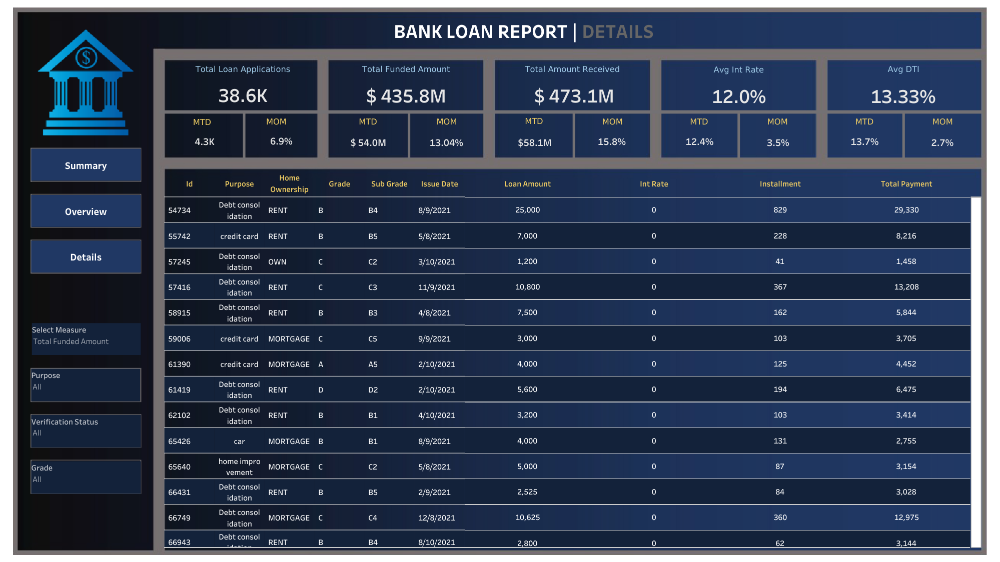 BANK LOAN REPORT | DETAILS
$
Summary
Overview
Details
Select Measure
Total Funded Amount
Purpose
All
Verification Status
All
Grade
All
Total Loan Applications
38.6K
MTD MOM
4.3K 6.9%
Total Funded Amount
$ 435.8M
MTD MOM
$ 54.0M 13.04%
Total Amount Received
$ 473.1M
MTD MOM
$58.1M 15.8%
Avg Int Rate
12.0%
MTD MOM
12.4% 3.5%
Avg DTI
13.33%
MTD MOM
13.7% 2.7%
Id Purpose Home Ownership Grade Sub Grade Issue Date Loan Amount Int Rate Installment Total Payment
54734 Debt consol idation RENT B B4 8/9/2021 25,000 0 829 29,330
55742 credit card RENT B B5 5/8/2021 7,000 0 228 8,216
57245 Debt consol idation OWN C C2 3/10/2021 1,200 0 41 1,458
57416 Debt consol idation RENT C C3 11/9/2021 10,800 0 367 13,208
58915 Debt consol idation RENT B B3 4/8/2021 7,500 0 162 5,844
59006 credit card MORTGAGE C C5 9/9/2021 3,000 0 103 3,705
61390 credit card MORTGAGE A A5 2/10/2021 4,000 0 125 4,452
61419 Debt consol idation RENT D D2 2/10/2021 5,600 0 194 6,475
62102 Debt consol idation RENT B B1 4/10/2021 3,200 0 103 3,414
65426 car MORTGAGE B B1 8/9/2021 4,000 0 131 2,755
65640 home impro vement MORTGAGE C C2 5/8/2021 5,000 0 87 3,154
66431 Debt consol idation RENT B B5 2/9/2021 2,525 0 84 3,028
66749 Debt consol idation MORTGAGE C C4 12/8/2021 10,625 0 360 12,975
66943 Debt consol RENT B B4 8/10/2021 2,800 0 62 3,144